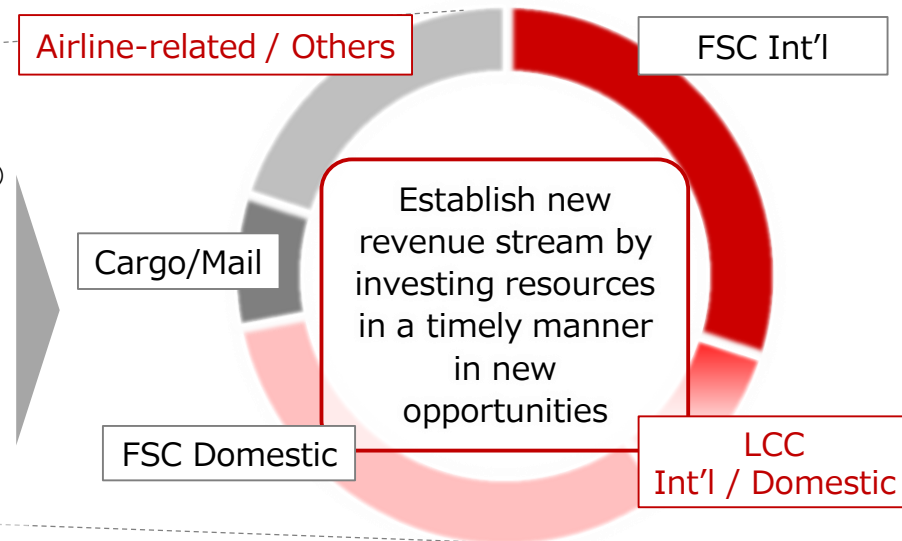 Airline-related / Others
FSC Int’l
)
Establish new
revenue stream by
investing resources
in a timely manner
in new
opportunities
Cargo/Mail
FSC Domestic
LCC
Int’l / Domestic